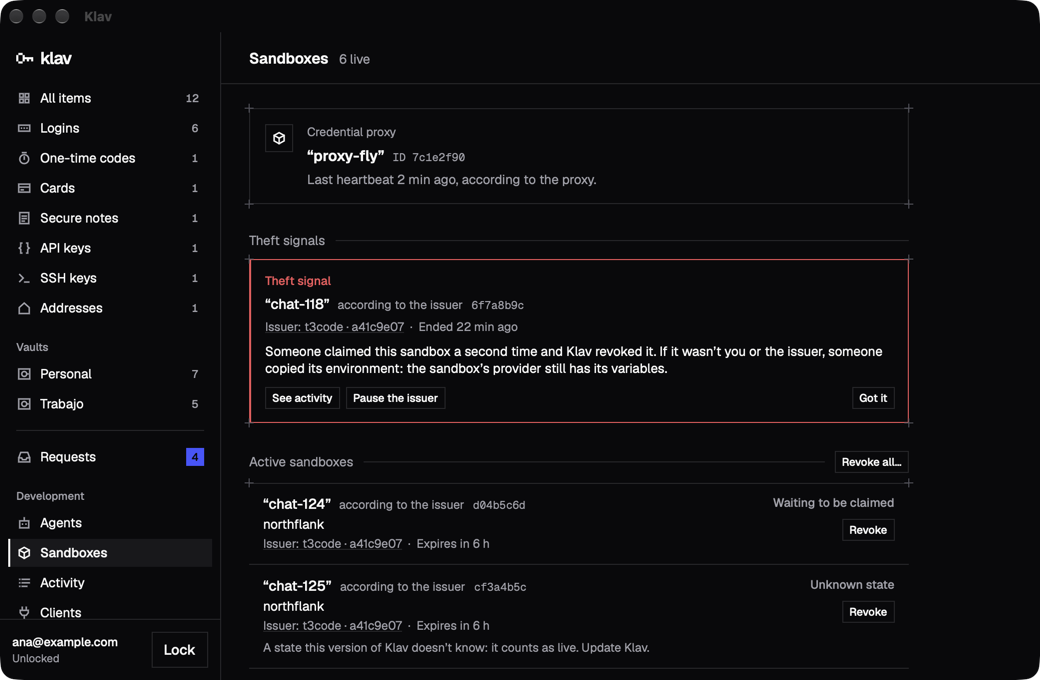 Klav
klav
All items 12
Logins 6
One-time codes 1
Cards 1
Secure notes 1
API keys 1
SSH keys 1
Addresses 1
Vaults
Personal 7
Trabajo 5
Requests 4
Development
Agents
Sandboxes
Activity
Clients
ana@example.com
Unlocked
Lock
Sandboxes 6 live
Credential proxy
“proxy-fly” ID 7c1e2f90
Last heartbeat 2 min ago, according to the proxy.
Theft signals
Theft signal
“chat-118” according to the issuer 6f7a8b9c
Issuer: t3code · a41c9e07 · Ended 22 min ago
Someone claimed this sandbox a second time and Klav revoked it. If it wasn’t you or the issuer, someone
copied its environment: the sandbox’s provider still has its variables.
See activity Pause the issuer Got it
Active sandboxes Revoke all…
“chat-124” according to the issuer d04b5c6d Waiting to be claimed
northflank Revoke
Issuer: t3code · a41c9e07 · Expires in 6 h
“chat-125” according to the issuer cf3a4b5c Unknown state
northflank Revoke
Issuer: t3code · a41c9e07 · Expires in 6 h
A state this version of Klav doesn’t know: it counts as live. Update Klav.